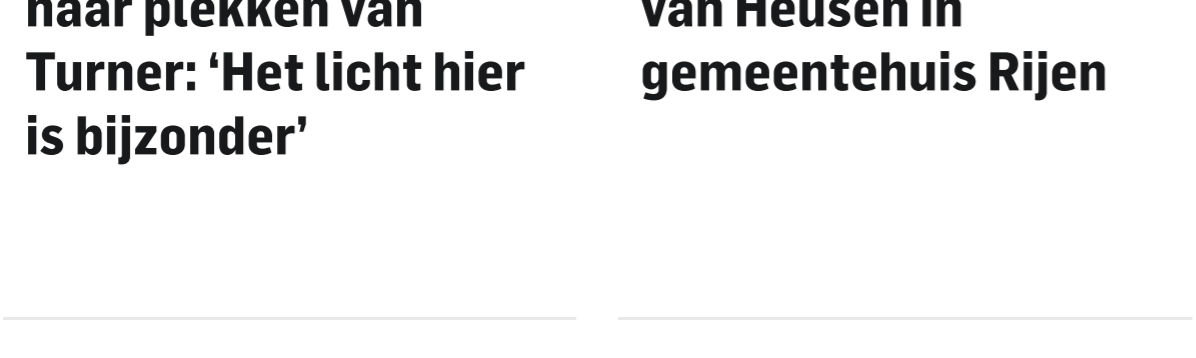 naar plekken van
Turner: ‘Het licht hier
is bijzonder’
van Heusen in
gemeentehuis Rijen